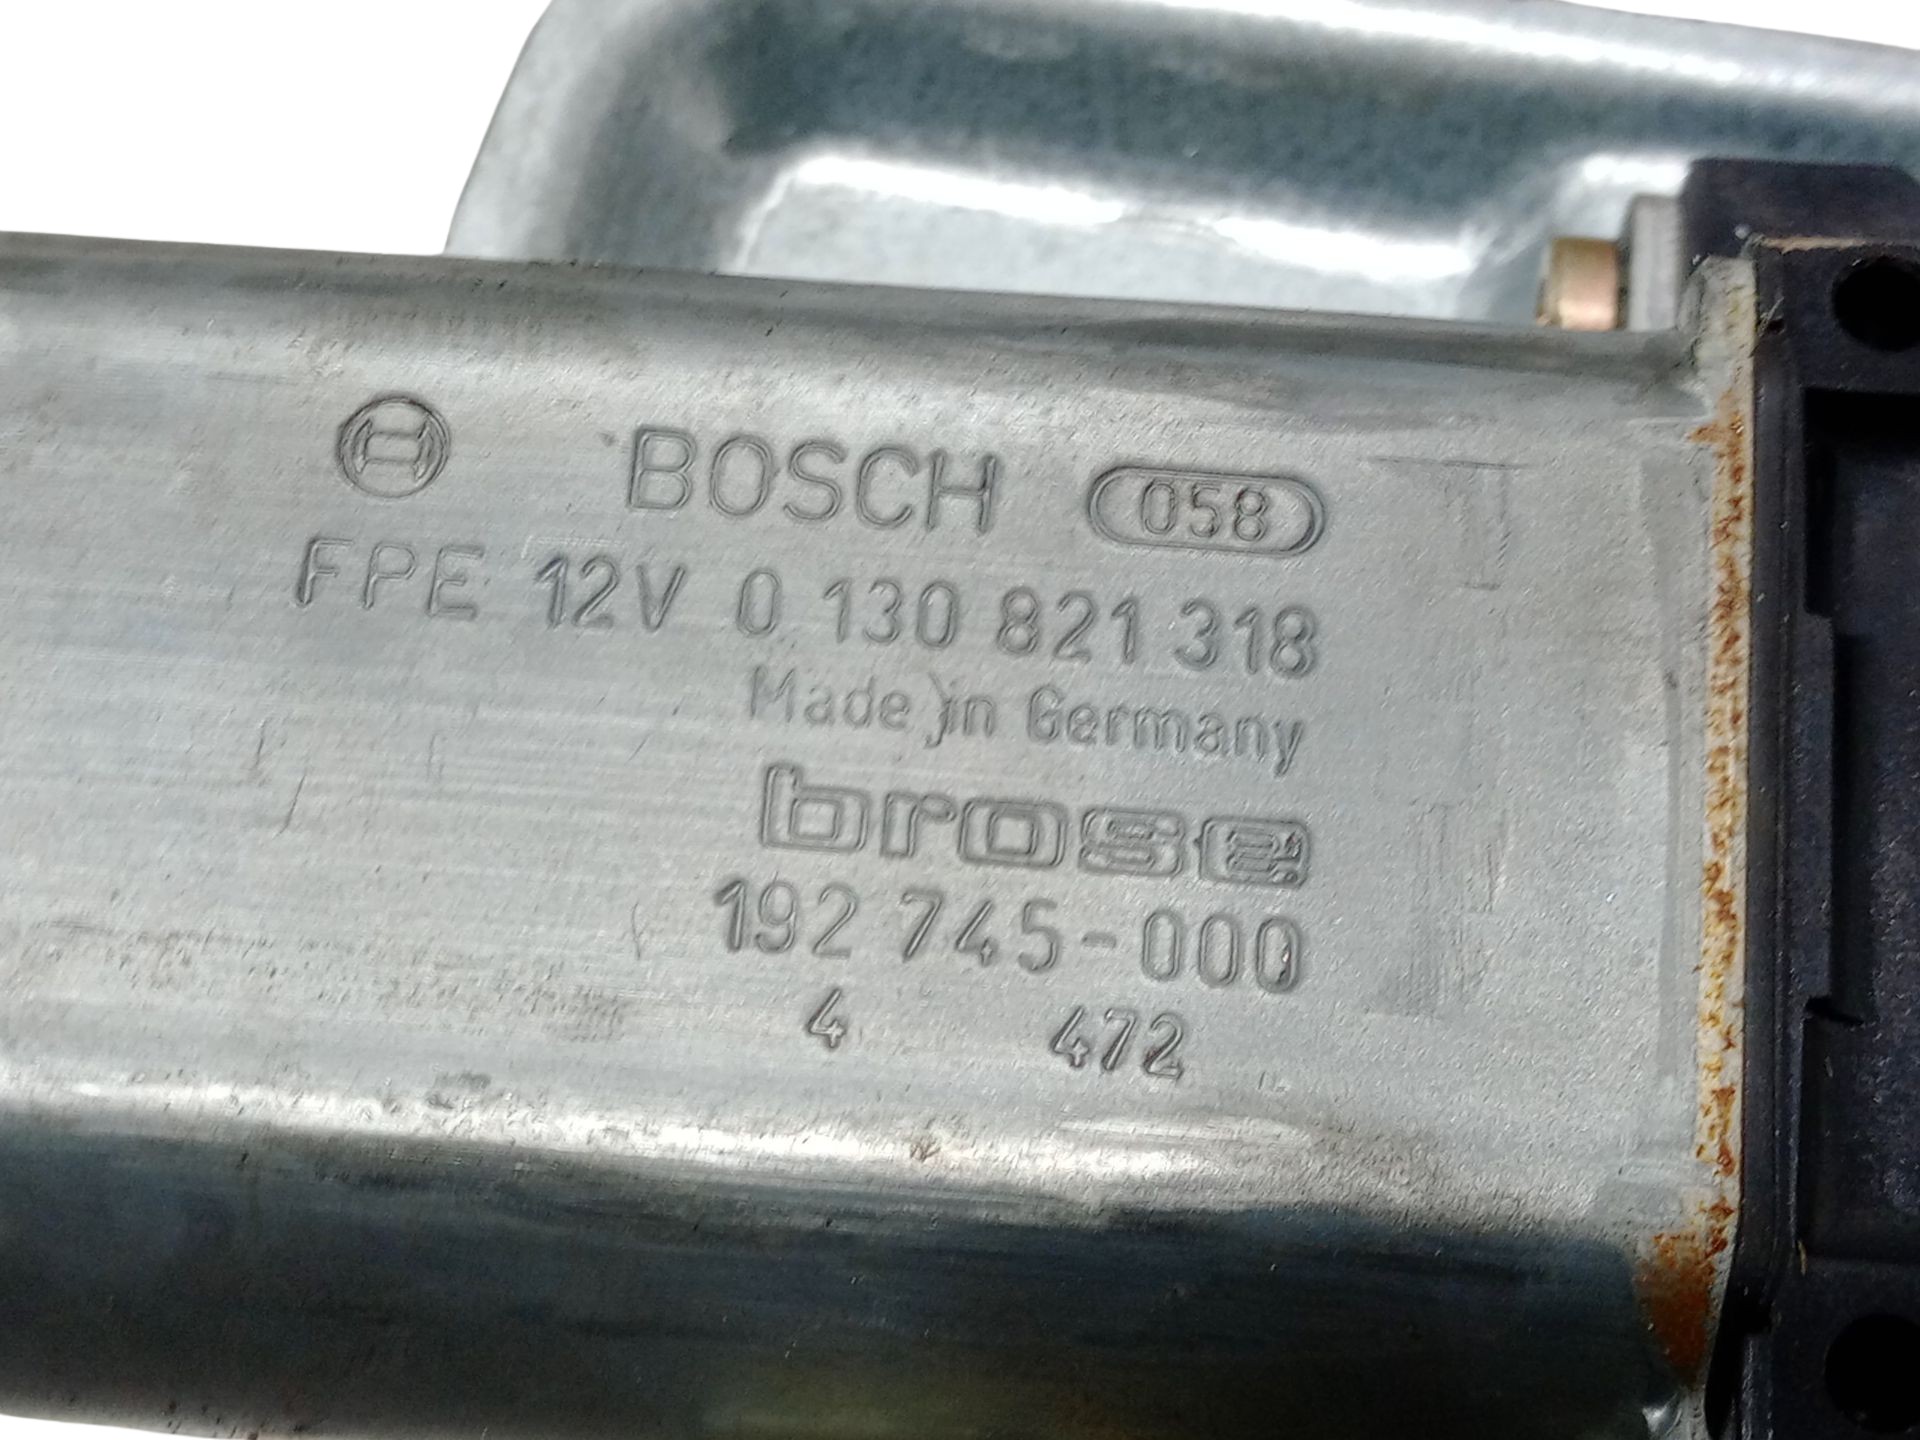 BOSCH 058
FPE 12V 0 130 821 318
Made in Germany
brose
192 745-000
4 472